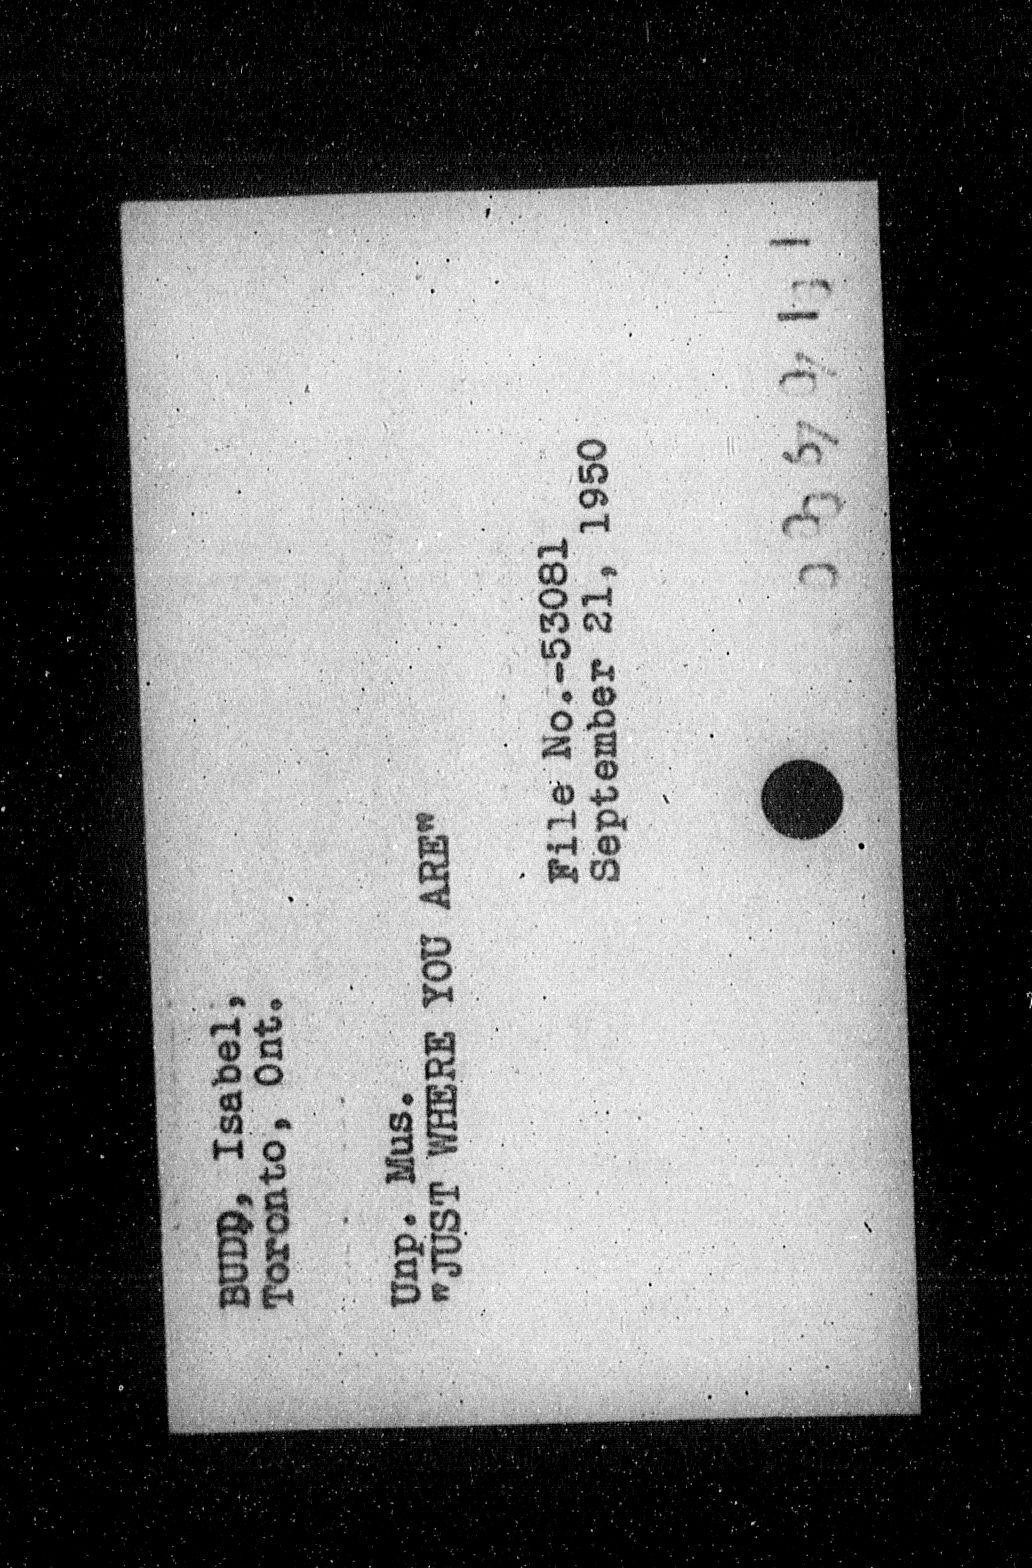 BUDD, Isabel,
Toronto, Ont.
Unp. Mus.
"JUST WHERE YOU ARE"
File No.-53081
September 21, 1950